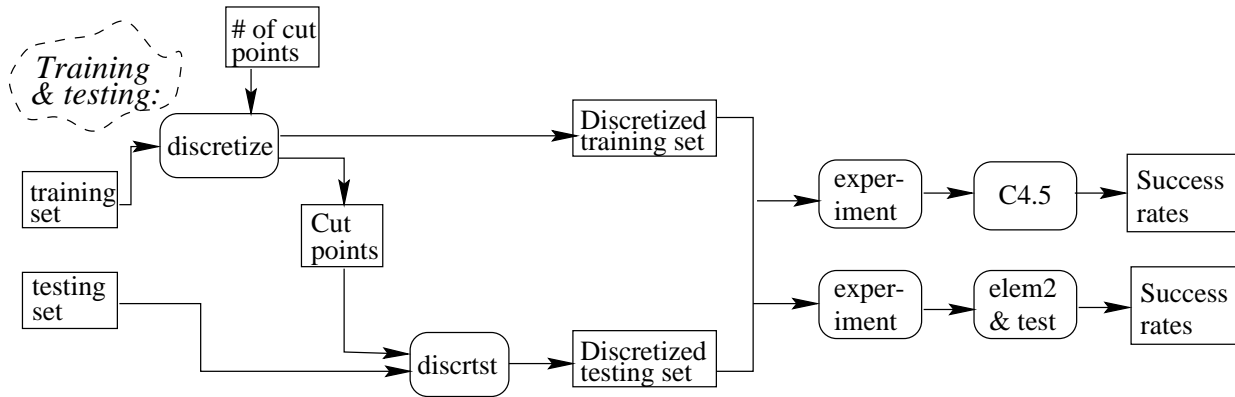 Training
& testing:
# of cut
points
discretize
training
set
Cut
points
testing
set
discrtst
Discretized
training set
Discretized
testing set
exper-
iment
C4.5
Success
rates
exper-
iment
elem2
& test
Success
rates